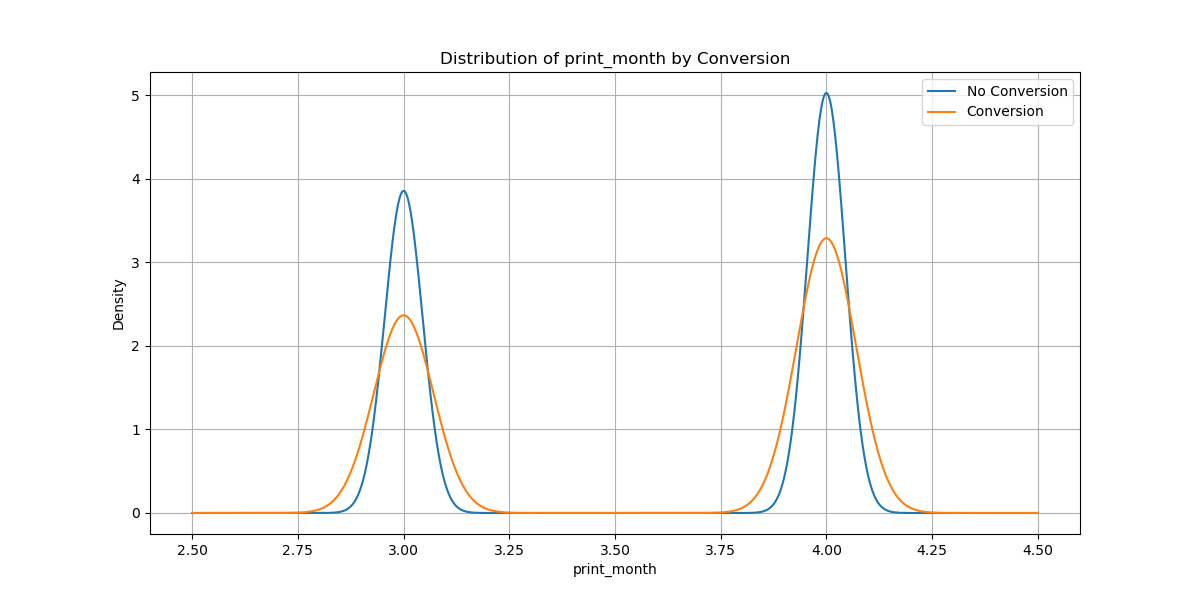 Distribution of print_month by Conversion
No Conversion
Conversion
5
4
3
2
1
0
Density
2.50 2.75 3.00 3.25 3.50 3.75 4.00 4.25 4.50
print_month